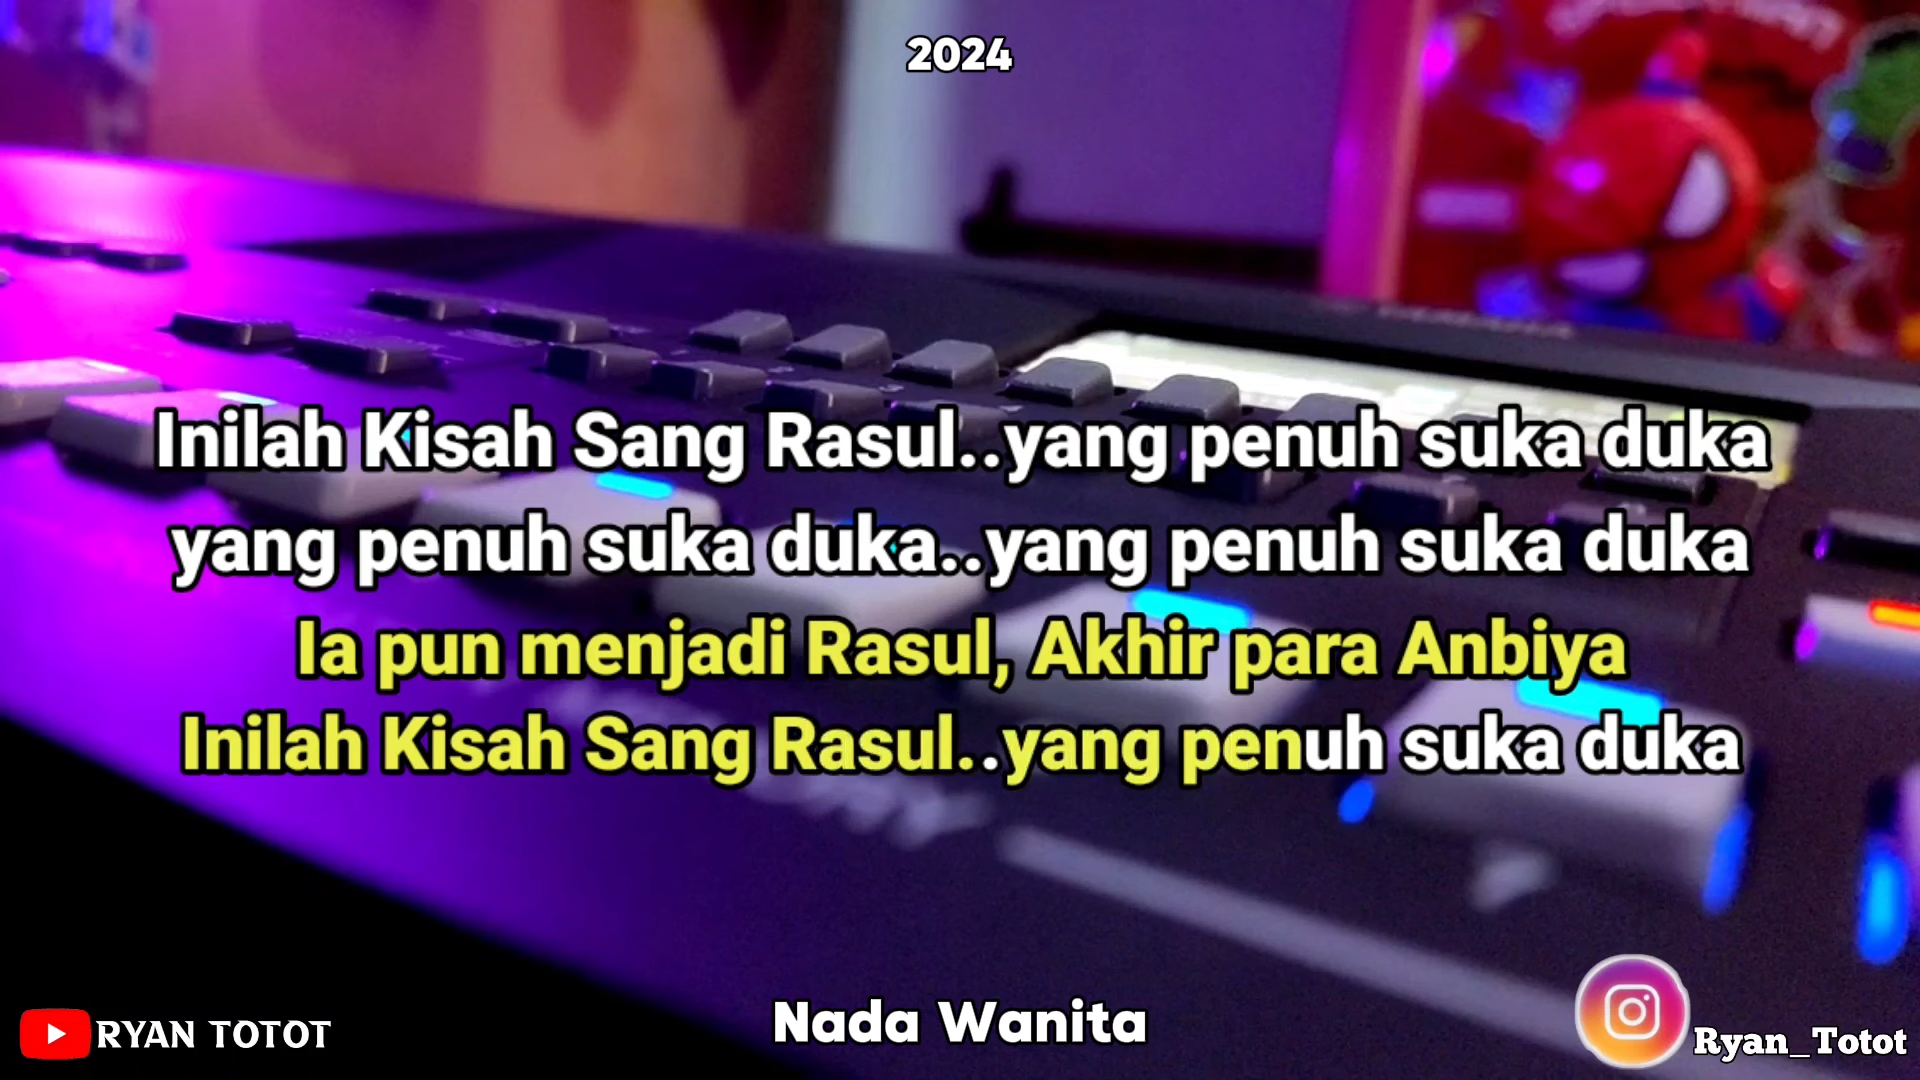 2024
Inilah Kisah Sang Rasul..yang penuh suka duka
yang penuh suka duka..yang penuh suka duka
Ia pun menjadi Rasul, Akhir para Anbiya
Inilah Kisah Sang Rasul..yang penuh suka duka
Nada Wanita
RYAN TOTOT
Ryan_Totot